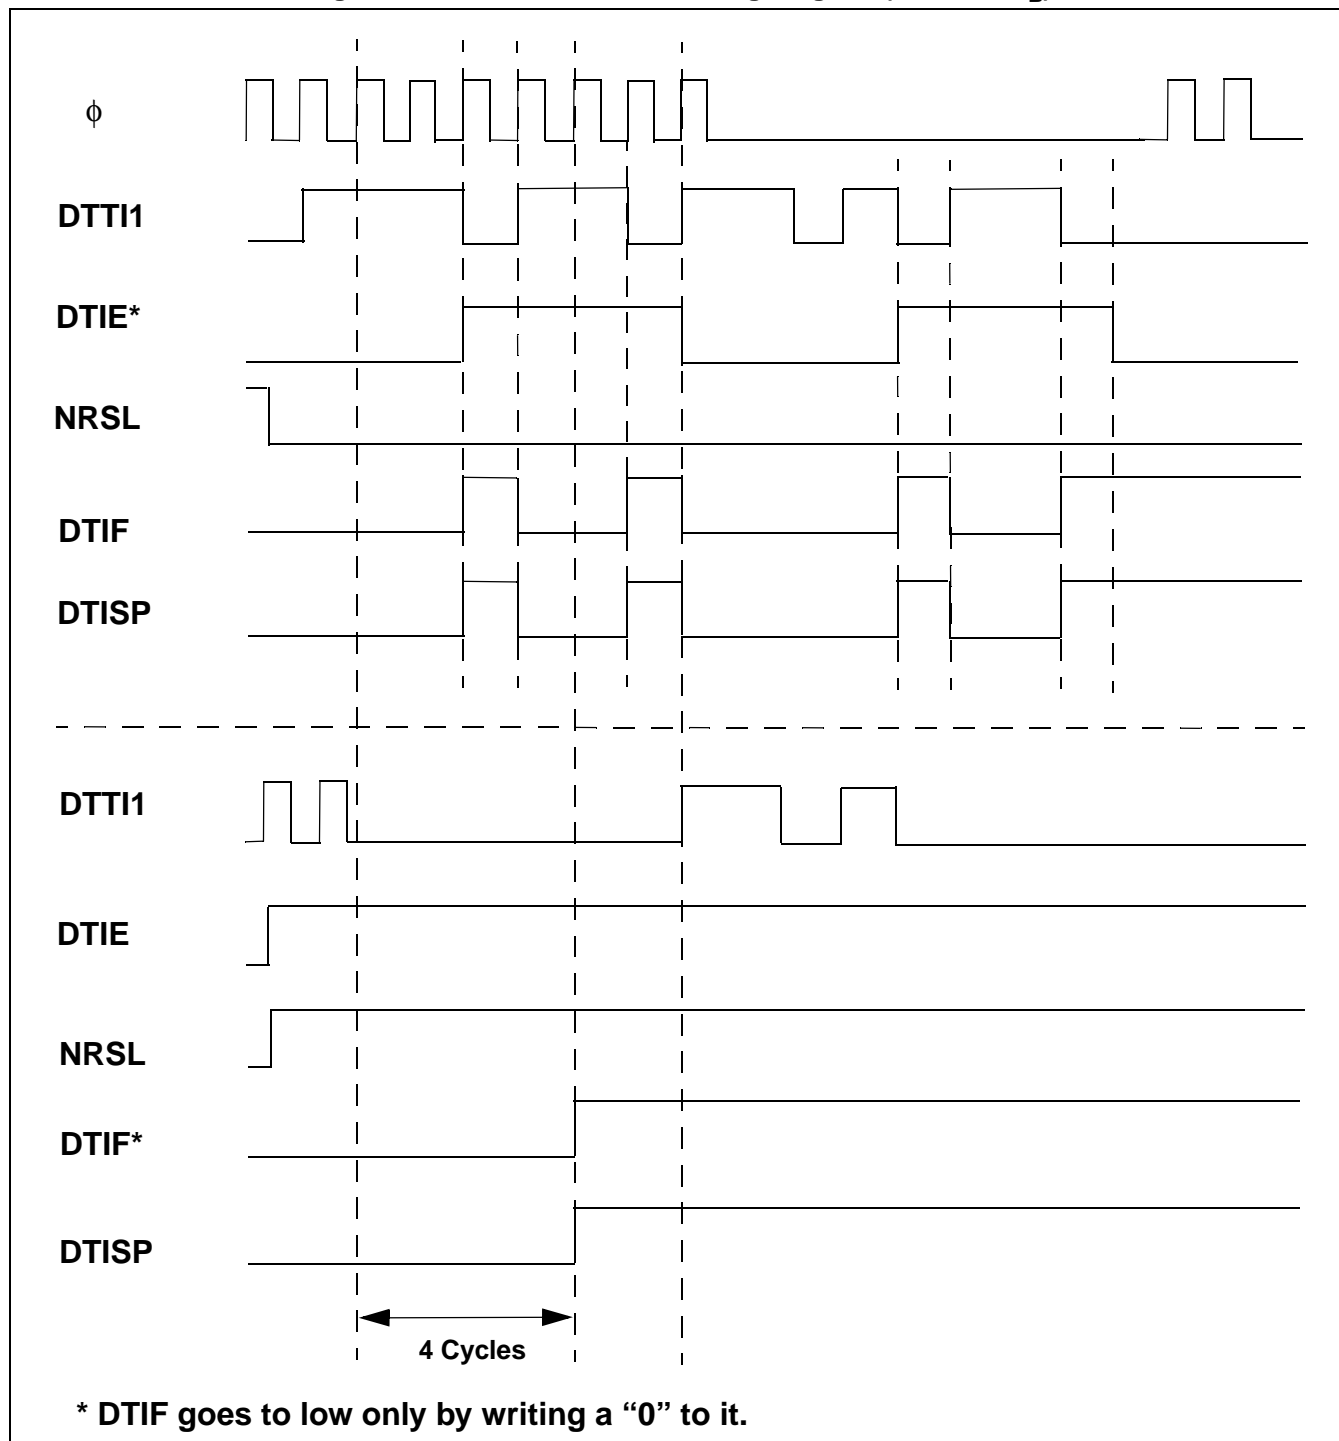 ϕ
DTTI1
DTIE*
NRSL
DTIF
DTISP
DTTI1
DTIE
NRSL
DTIF*
DTISP
4 Cycles
* DTIF goes to low only by writing a “0” to it.